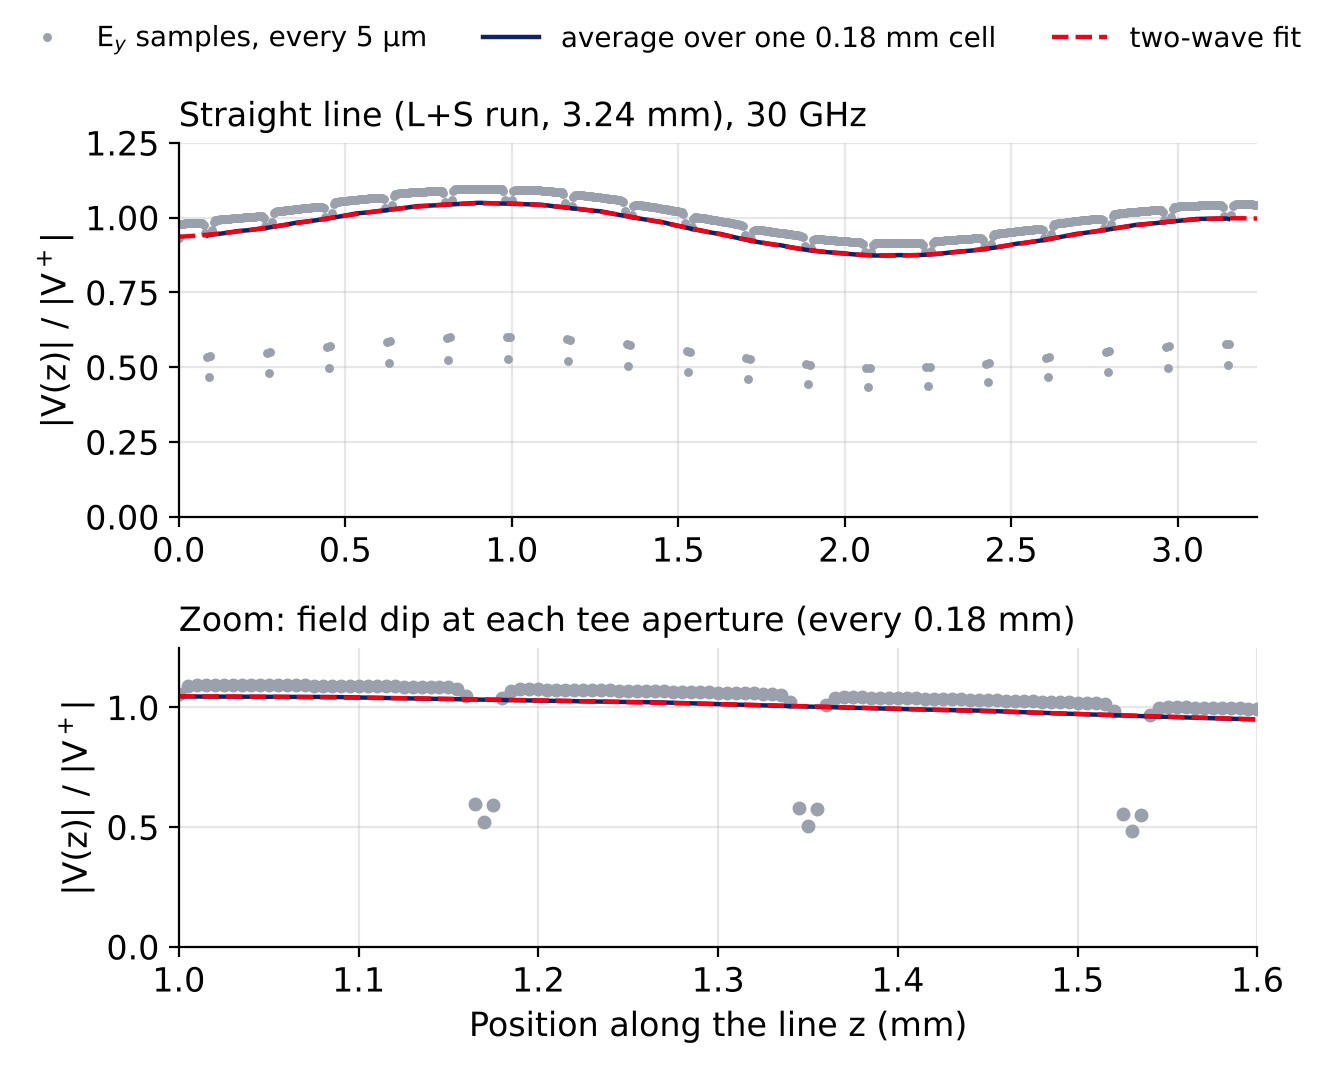 E_y samples, every 5 µm average over one 0.18 mm cell two-wave fit
Straight line (L+S run, 3.24 mm), 30 GHz
|V(z)| / |V⁺|
1.25
1.00
0.75
0.50
0.25
0.00
0.0 0.5 1.0 1.5 2.0 2.5 3.0
Zoom: field dip at each tee aperture (every 0.18 mm)
|V(z)| / |V⁺|
1.0
0.5
0.0
1.0 1.1 1.2 1.3 1.4 1.5 1.6
Position along the line z (mm)